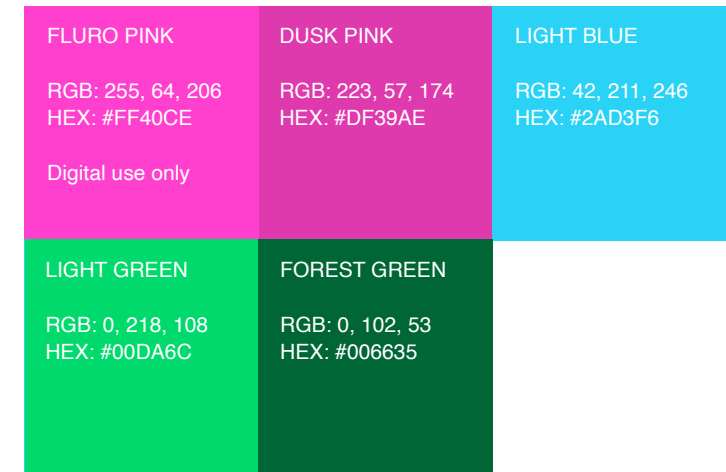 FLURO PINK
RGB: 255, 64, 206
HEX: #FF40CE
Digital use only
DUSK PINK
RGB: 223, 57, 174
HEX: #DF39AE
LIGHT BLUE
RGB: 42, 211, 246
HEX: #2AD3F6
LIGHT GREEN
RGB: 0, 218, 108
HEX: #00DA6C
FOREST GREEN
RGB: 0, 102, 53
HEX: #006635